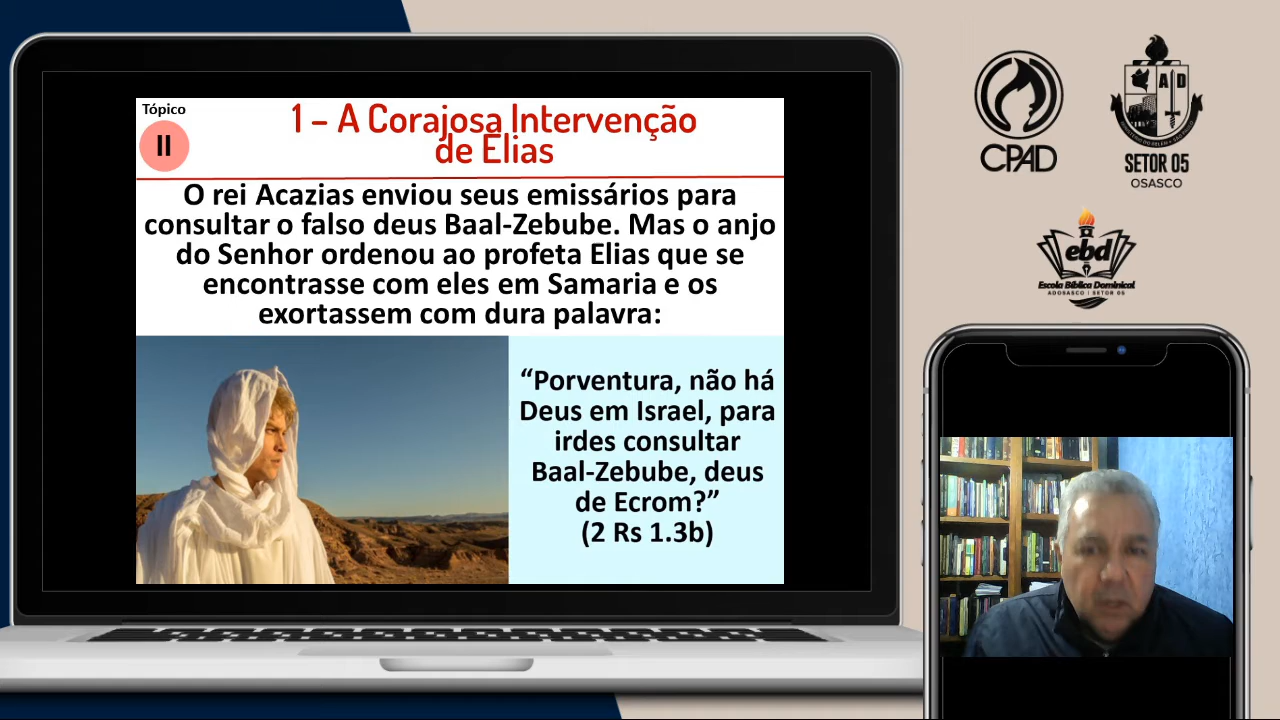 Tópico
II
1 – A Corajosa Intervenção
de Elias
O rei Acazias enviou seus emissários para
consultar o falso deus Baal-Zebube. Mas o anjo
do Senhor ordenou ao profeta Elias que se
encontrasse com eles em Samaria e os
exortassem com dura palavra:
“Porventura, não há
Deus em Israel, para
irdes consultar
Baal-Zebube, deus
de Ecrom?”
(2 Rs 1.3b)
CPAD
A D
SETOR 05
OSASCO
ebd
Escola Bíblica Dominical
ADOSASCO | SETOR 05